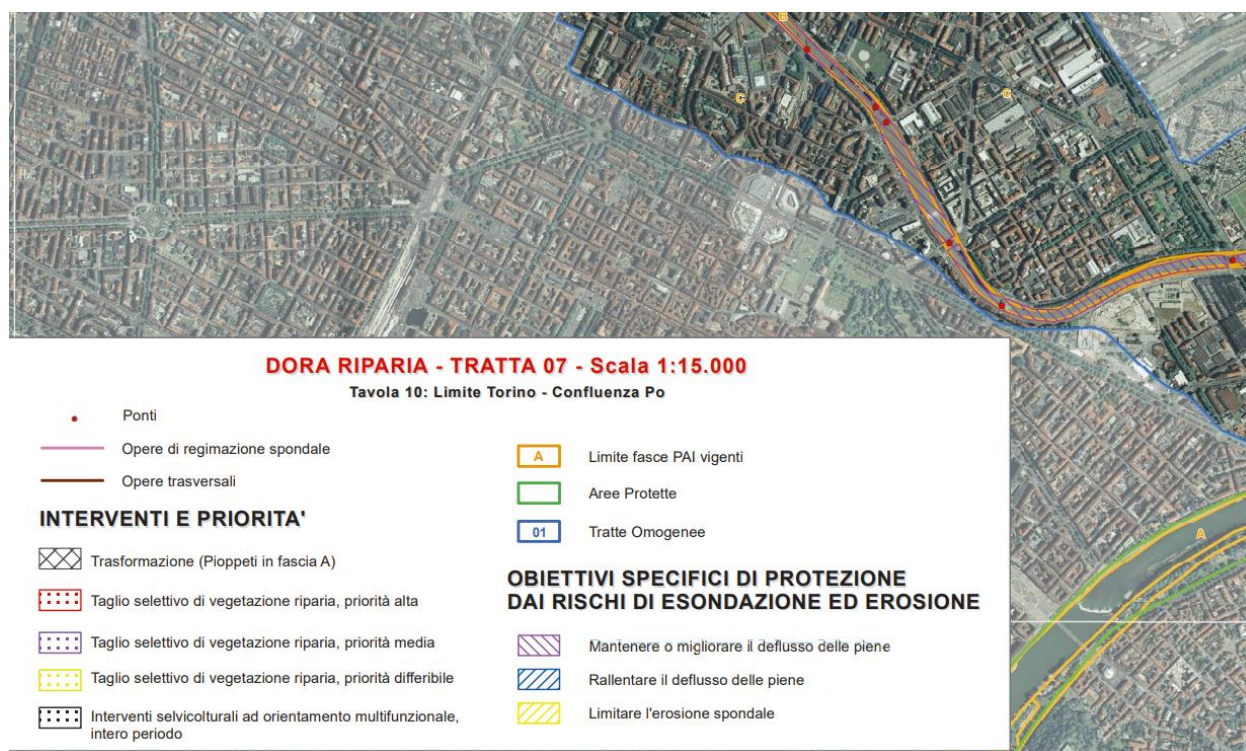 B
C
C
DORA RIPARIA - TRATTA 07 - Scala 1:15.000
Tavola 10: Limite Torino - Confluenza Po
Ponti
Opere di regimazione spondale
Opere trasversali
INTERVENTI E PRIORITA'
Trasformazione (Pioppeti in fascia A)
Taglio selettivo di vegetazione riparia, priorità alta
Taglio selettivo di vegetazione riparia, priorità media
Taglio selettivo di vegetazione riparia, priorità differibile
Interventi selvicolturali ad orientamento multifunzionale,
intero periodo
A
Limite fasce PAI vigenti
Aree Protette
01
Tratte Omogenee
OBIETTIVI SPECIFICI DI PROTEZIONE
DAI RISCHI DI ESONDAZIONE ED EROSIONE
Mantenere o migliorare il deflusso delle piene
Rallentare il deflusso delle piene
Limitare l'erosione spondale
A